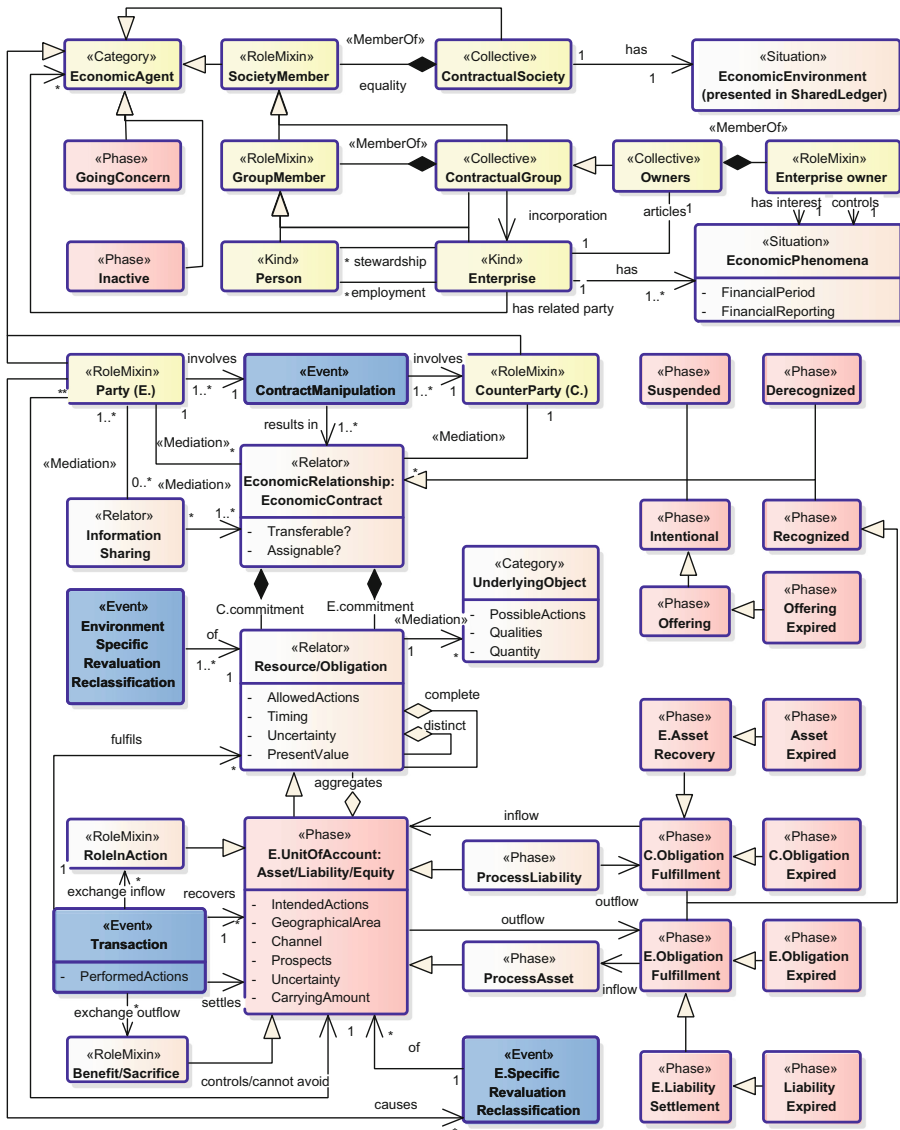 «Category»
EconomicAgent
*
«RoleMixin»
SocietyMember
«MemberOf»
equality
«Collective»
ContractualSociety
1
has
1
«Situation»
EconomicEnvironment
(presented in SharedLedger)
«Phase»
GoingConcern
«RoleMixin»
GroupMember
«MemberOf»
«Collective»
ContractualGroup
«Collective»
Owners
«MemberOf»
«RoleMixin»
Enterprise owner
incorporation
articles
1
has interest
1
controls
1
«Phase»
Inactive
«Kind»
Person
* stewardship
*
employment
«Kind»
Enterprise
1
1
has
1..*
has related party
«Situation»
EconomicPhenomena
- FinancialPeriod
- FinancialReporting
«RoleMixin»
Party (E.)
**
involves
1..*
1
«Event»
ContractManipulation
involves
1..*
1
«RoleMixin»
CounterParty (C.)
«Phase»
Suspended
«Phase»
Derecognized
1..*
1
results in
1..*
1
«Mediation»
*
«Mediation»
*
«Mediation»
0..*
«Mediation»
«Relator»
EconomicRelationship:
EconomicContract
- Transferable?
- Assignable?
«Relator»
Information
Sharing
*
1..*
«Phase»
Intentional
«Phase»
Recognized
«Phase»
Offering
«Phase»
Offering
Expired
C.commitment
E.commitment
«Category»
UnderlyingObject
- PossibleActions
- Qualities
- Quantity
«Event»
Environment
Specific
Revaluation
Reclassification
of
1..*
1
«Relator»
Resource/Obligation
- AllowedActions
- Timing
- Uncertainty
- PresentValue
«Mediation»
1
*
complete
distinct
«Phase»
E.Asset
Recovery
«Phase»
Asset
Expired
fulfils
*
aggregates
inflow
«RoleMixin»
RoleInAction
1
*
exchange inflow
«Phase»
E.UnitOfAccount:
Asset/Liability/Equity
- IntendedActions
- GeographicalArea
- Channel
- Prospects
- Uncertainty
- CarryingAmount
«Phase»
ProcessLiability
«Phase»
C.Obligation
Fulfillment
«Phase»
C.Obligation
Expired
outflow
recovers
*
1
«Event»
Transaction
- PerformedActions
outflow
«Phase»
ProcessAsset
inflow
«Phase»
E.Obligation
Fulfillment
«Phase»
E.Obligation
Expired
settles
*
exchange outflow
«RoleMixin»
Benefit/Sacrifice
controls/cannot avoid
1
*
of
1
«Event»
E.Specific
Revaluation
Reclassification
«Phase»
E.Liability
Settlement
«Phase»
Liability
Expired
causes
*